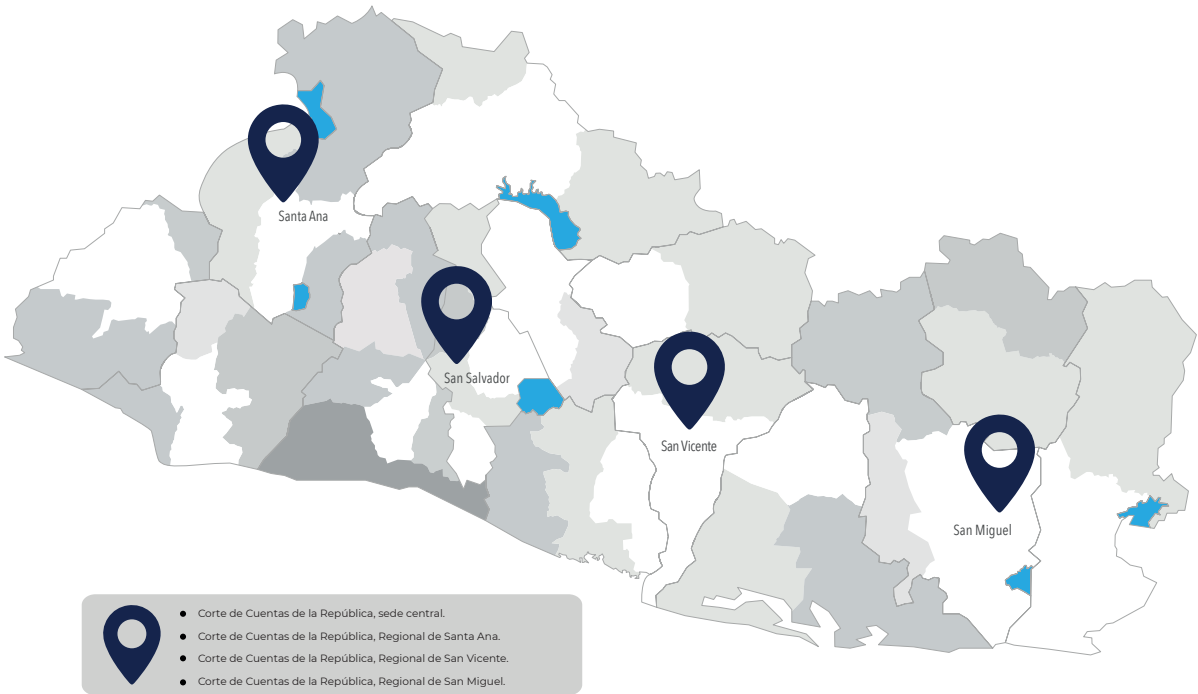 Santa Ana
San Salvador
San Vicente
San Miguel
• Corte de Cuentas de la República, sede central.
• Corte de Cuentas de la República, Regional de Santa Ana.
• Corte de Cuentas de la República, Regional de San Vicente.
• Corte de Cuentas de la República, Regional de San Miguel.